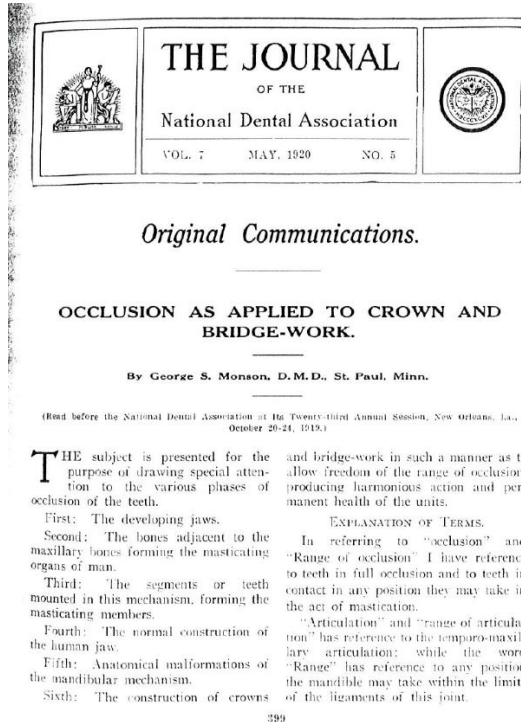 THE JOURNAL
OF THE
National Dental Association
VOL. 7 MAY, 1920 NO. 5
Original Communications.
OCCLUSION AS APPLIED TO CROWN AND
BRIDGE-WORK.
By George S. Monson, D.M.D., St. Paul, Minn.
(Read before the National Dental Association at Its Twenty-third Annual Session, New Orleans, La.,
October 20-24, 1919.)
THE subject is presented for the
purpose of drawing special atten-
tion to the various phases of
occlusion of the teeth.
First: The developing jaws.
Second: The bones adjacent to the
maxillary bones forming the masticating
organs of man.
Third: The segments or teeth
mounted in this mechanism, forming the
masticating members.
Fourth: The normal construction of
the human jaw.
Fifth: Anatomical malformations of
the mandibular mechanism.
Sixth: The construction of crowns
and bridge-work in such a manner as t
allow freedom of the range of occlusion
producing harmonious action and per
manent health of the units.
EXPLANATION OF TERMS.
In referring to "occlusion" and
"Range of occlusion" I have referenc
to teeth in full occlusion and to teeth i
contact in any position they may take i
the act of mastication.
"Articulation" and "range of articula
tion" has reference to the temporo-maxil
lary articulation; while the wor
"Range" has reference to any positio
the mandible may take within the limit
of the ligaments of this joint.
399